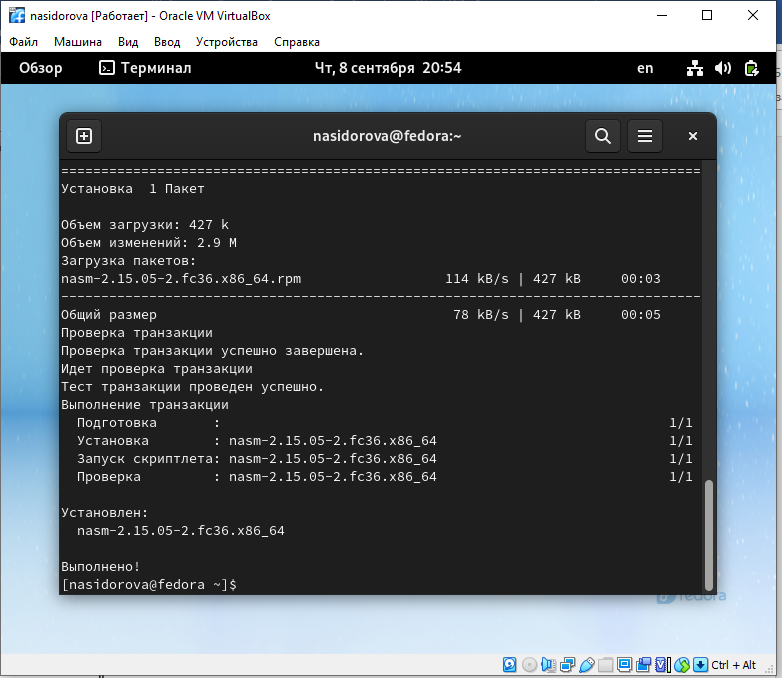 nasidorova [Работает] - Oracle VM VirtualBox
Файл Машина Вид Ввод Устройства Справка
Обзор Терминал Чт, 8 сентября 20:54 en
nasidorova@fedora:~
================================================================================
Установка  1 Пакет
Объем загрузки: 427 k
Объем изменений: 2.9 M
Загрузка пакетов:
nasm-2.15.05-2.fc36.x86_64.rpm                  114 kB/s | 427 kB     00:03
--------------------------------------------------------------------------------
Общий размер                                     78 kB/s | 427 kB     00:05
Проверка транзакции
Проверка транзакции успешно завершена.
Идет проверка транзакции
Тест транзакции проведен успешно.
Выполнение транзакции
  Подготовка       :                                                        1/1
  Установка        : nasm-2.15.05-2.fc36.x86_64                             1/1
  Запуск скриптлета: nasm-2.15.05-2.fc36.x86_64                             1/1
  Проверка         : nasm-2.15.05-2.fc36.x86_64                             1/1
Установлен:
  nasm-2.15.05-2.fc36.x86_64
Выполнено!
[nasidorova@fedora ~]$
fedora
Ctrl + Alt